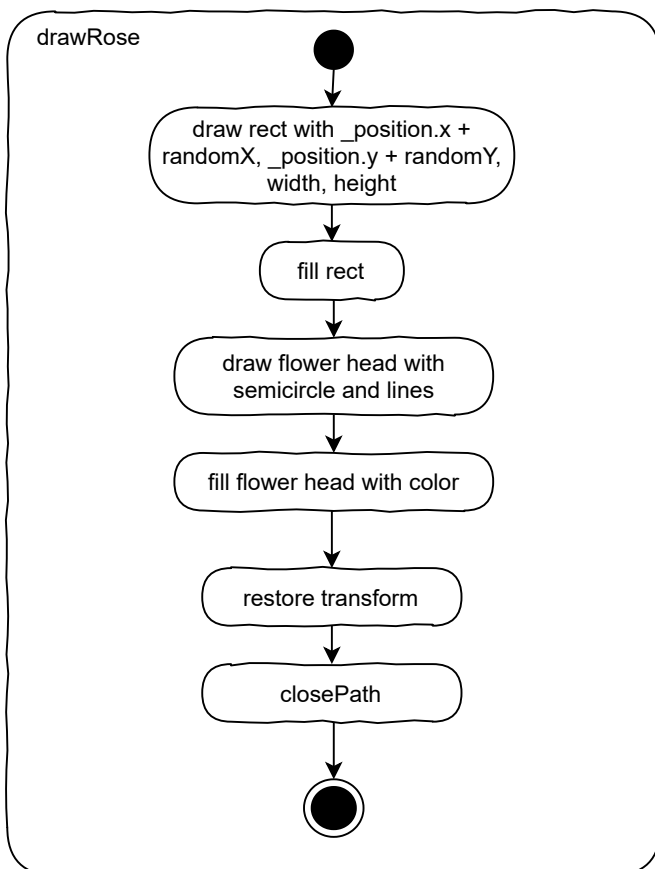 drawRose
draw rect with _position.x +
randomX, _position.y + randomY,
width, height
fill rect
draw flower head with
semicircle and lines
fill flower head with color
restore transform
closePath